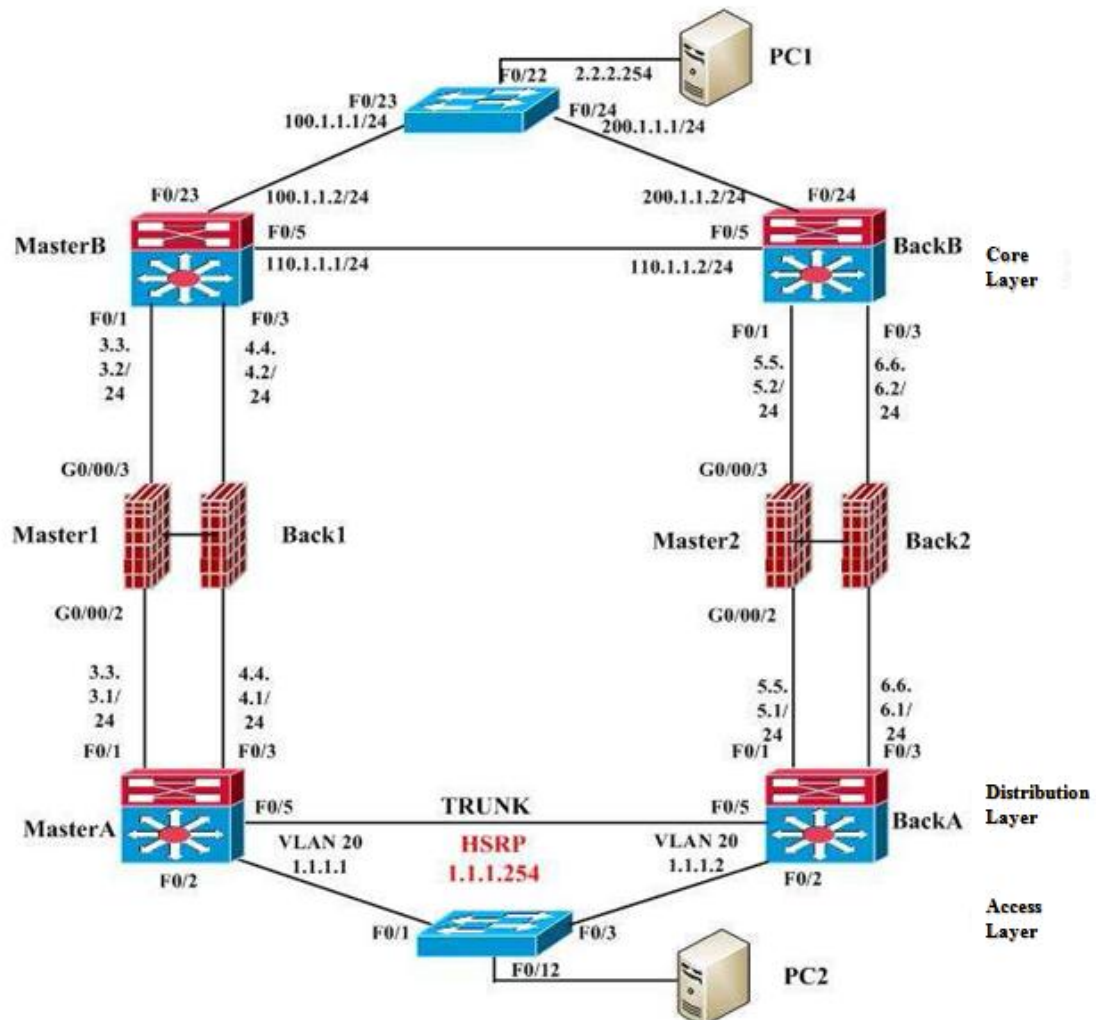 PC1
F0/22
2.2.2.254
F0/23
F0/24
100.1.1.1/24
200.1.1.1/24
F0/23
100.1.1.2/24
200.1.1.2/24
F0/24
MasterB
F0/5
F0/5
BackB
Core
Layer
110.1.1.1/24
110.1.1.2/24
F0/1
3.3.
3.2/
24
F0/3
4.4.
4.2/
24
F0/1
5.5.
5.2/
24
F0/3
6.6.
6.2/
24
G0/00/3
G0/00/3
Master1
Back1
Master2
Back2
G0/00/2
G0/00/2
3.3.
3.1/
24
4.4.
4.1/
24
5.5.
5.1/
24
6.6.
6.1/
24
F0/1
F0/3
F0/1
F0/3
F0/5
TRUNK
F0/5
Distribution
Layer
MasterA
BackA
VLAN 20
1.1.1.1
HSRP
1.1.1.254
VLAN 20
1.1.1.2
F0/2
F0/2
Access
Layer
F0/1
F0/3
F0/12
PC2